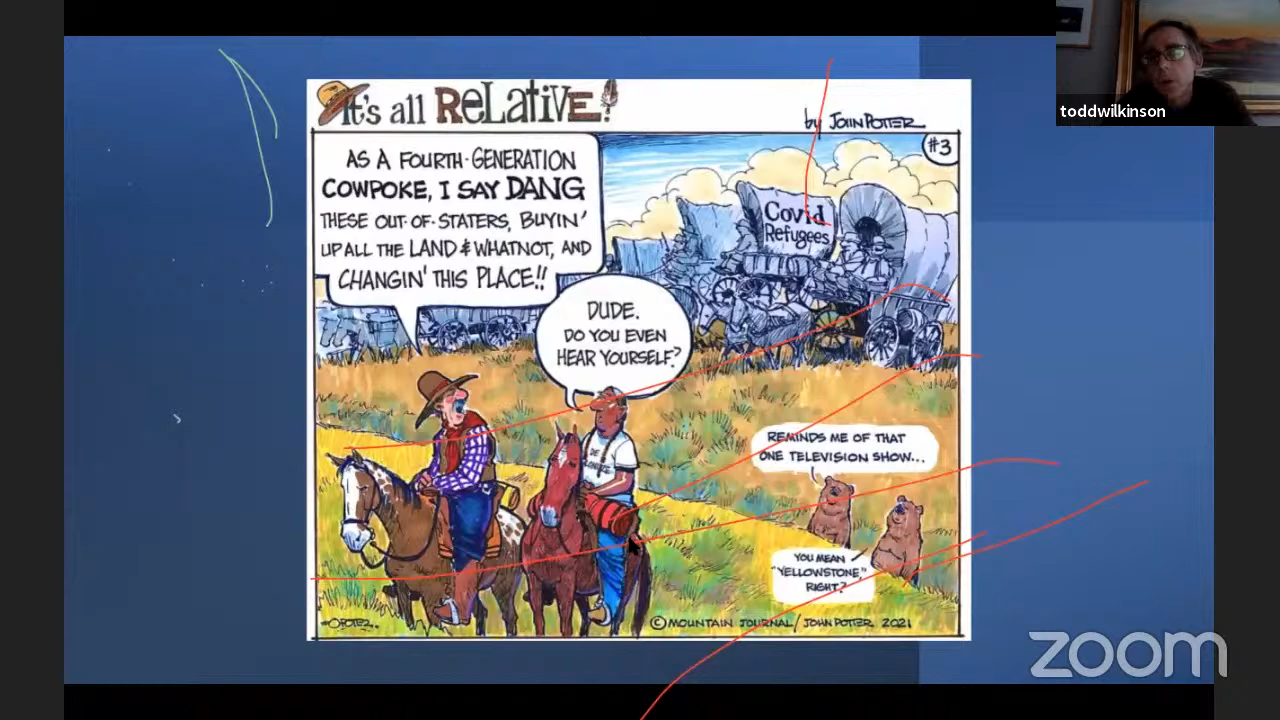 It's all RELATIVE!
by JOHN POTTER
#3
AS A FOURTH-GENERATION
COWPOKE, I SAY DANG
THESE OUT-OF-STATERS, BUYIN'
UP ALL THE LAND & WHATNOT, AND
CHANGIN' THIS PLACE!!
Covid
Refugees
DUDE.
DO YOU EVEN
HEAR YOURSELF?
REMINDS ME OF THAT
ONE TELEVISION SHOW...
YOU MEAN
"YELLOWSTONE,"
RIGHT?
© MOUNTAIN JOURNAL/JOHN POTTER 2021
toddwilkinson
zoom